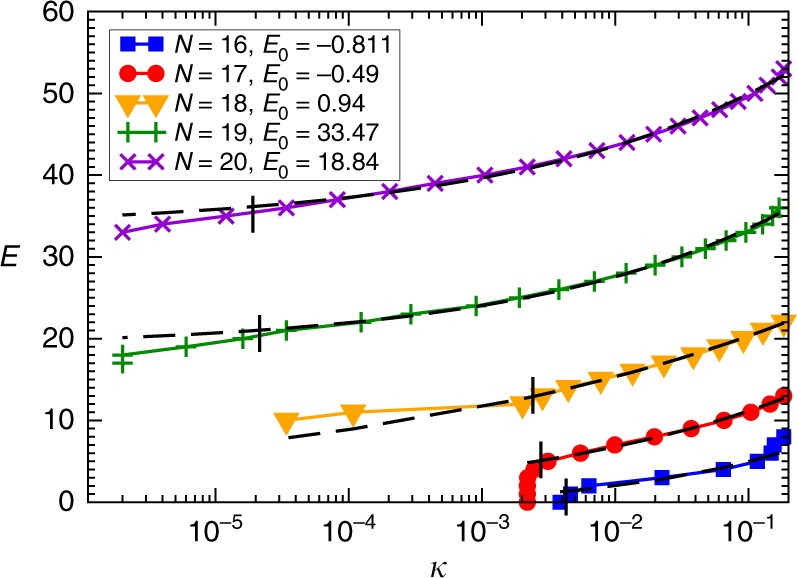 60
50
40
30
20
10
0
E
N = 16, E₀ = −0.811
N = 17, E₀ = −0.49
N = 18, E₀ = 0.94
N = 19, E₀ = 33.47
N = 20, E₀ = 18.84
10⁻⁵ 10⁻⁴ 10⁻³ 10⁻² 10⁻¹
κ